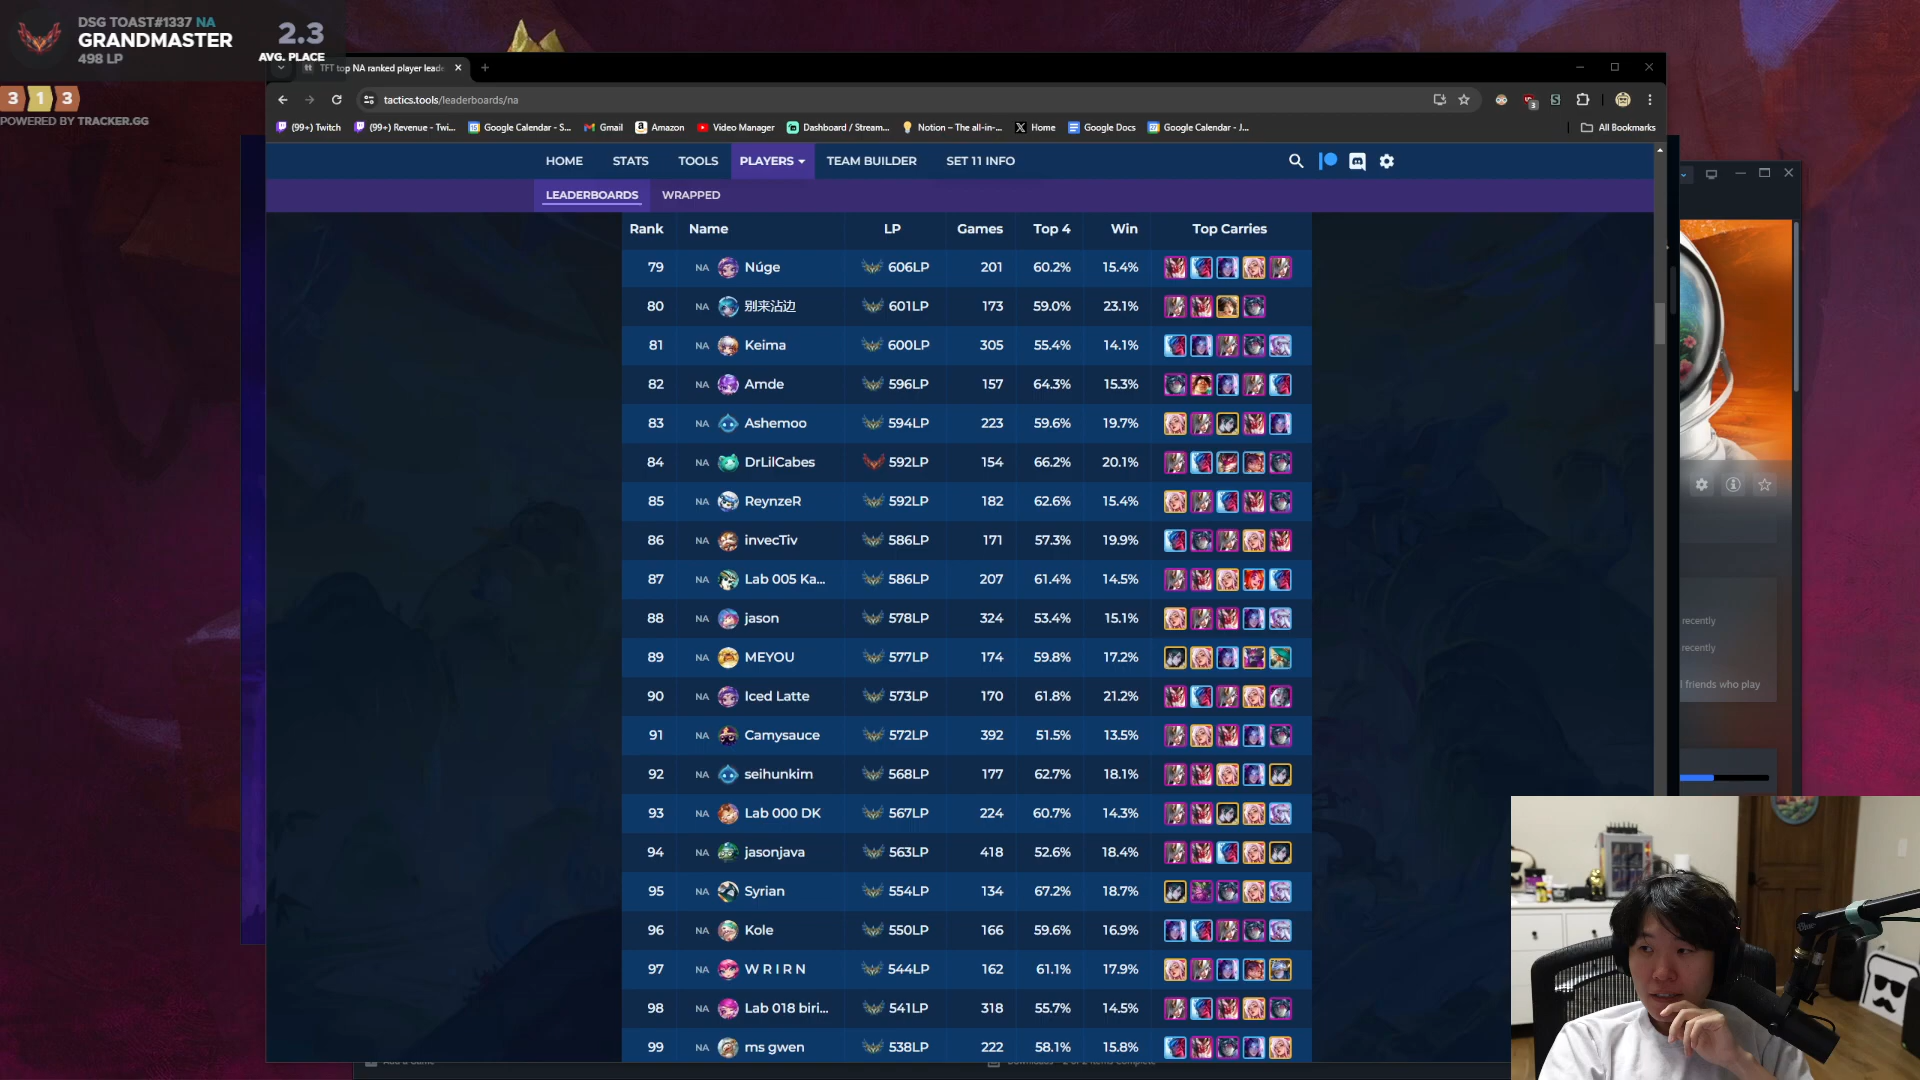 DSG TOAST#1337 NA
GRANDMASTER
498 LP
2.3
AVG. PLACE
3 1 3
POWERED BY TRACKER.GG
TFT top NA ranked player lead
tactics.tools/leaderboards/na
(99+) Twitch
(99+) Revenue - Twi...
Google Calendar - S...
Gmail
Amazon
Video Manager
Dashboard / Stream...
Notion – The all-in-...
Home
Google Docs
Google Calendar - J...
All Bookmarks
HOME STATS TOOLS PLAYERS TEAM BUILDER SET 11 INFO
LEADERBOARDS WRAPPED
Rank Name LP Games Top 4 Win Top Carries
79 NA Núge 606LP 201 60.2% 15.4%
80 NA 别来沾边 601LP 173 59.0% 23.1%
81 NA Keima 600LP 305 55.4% 14.1%
82 NA Amde 596LP 157 64.3% 15.3%
83 NA Ashemoo 594LP 223 59.6% 19.7%
84 NA DrLilCabes 592LP 154 66.2% 20.1%
85 NA ReynzeR 592LP 182 62.6% 15.4%
86 NA invecTiv 586LP 171 57.3% 19.9%
87 NA Lab 005 Ka... 586LP 207 61.4% 14.5%
88 NA jason 578LP 324 53.4% 15.1%
89 NA MEYOU 577LP 174 59.8% 17.2%
90 NA Iced Latte 573LP 170 61.8% 21.2%
91 NA Camysauce 572LP 392 51.5% 13.5%
92 NA seihunkim 568LP 177 62.7% 18.1%
93 NA Lab 000 DK 567LP 224 60.7% 14.3%
94 NA jasonjava 563LP 418 52.6% 18.4%
95 NA Syrian 554LP 134 67.2% 18.7%
96 NA Kole 550LP 166 59.6% 16.9%
97 NA W R I R N 544LP 162 61.1% 17.9%
98 NA Lab 018 biri... 541LP 318 55.7% 14.5%
99 NA ms gwen 538LP 222 58.1% 15.8%
recently
recently
friends who play